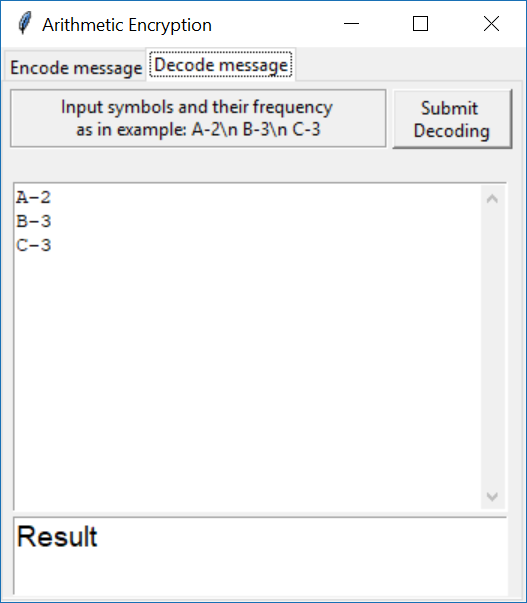 Arithmetic Encryption
Encode message
Decode message
Input symbols and their frequency
as in example: A-2\n B-3\n C-3
Submit
Decoding
A-2
B-3
C-3
Result